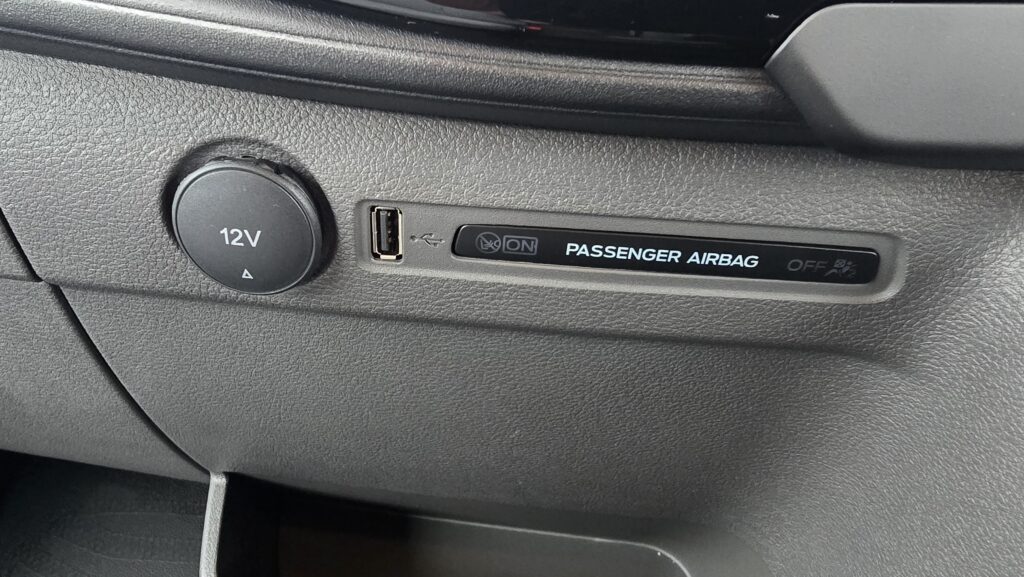 12V
ON PASSENGER AIRBAG OFF